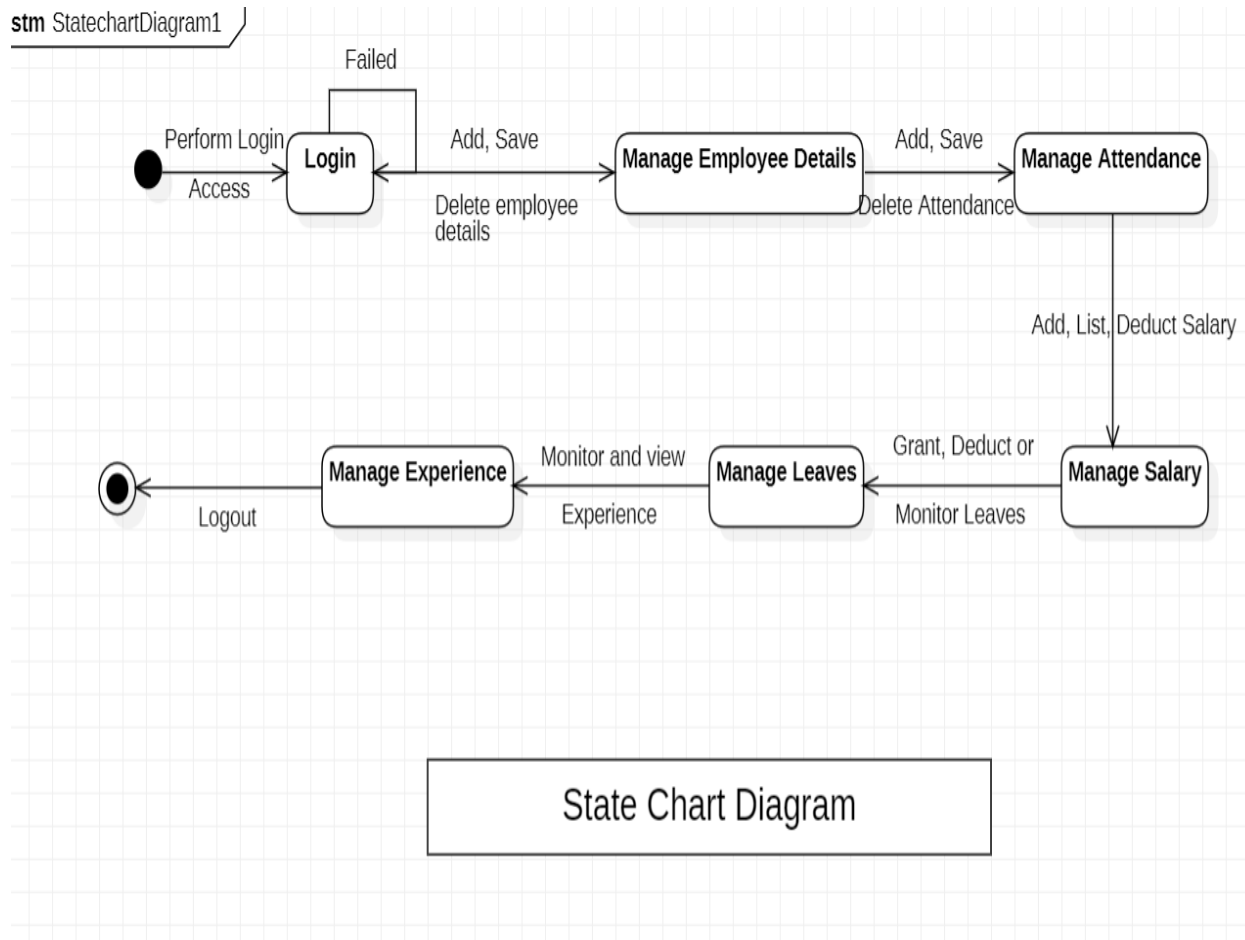 stm StatechartDiagram1
Failed
Perform Login
Access
Login
Add, Save
Delete employee
details
Manage Employee Details
Add, Save
Delete Attendance
Manage Attendance
Add, List, Deduct Salary
Manage Salary
Grant, Deduct or
Monitor Leaves
Manage Leaves
Monitor and view
Experience
Manage Experience
Logout
State Chart Diagram